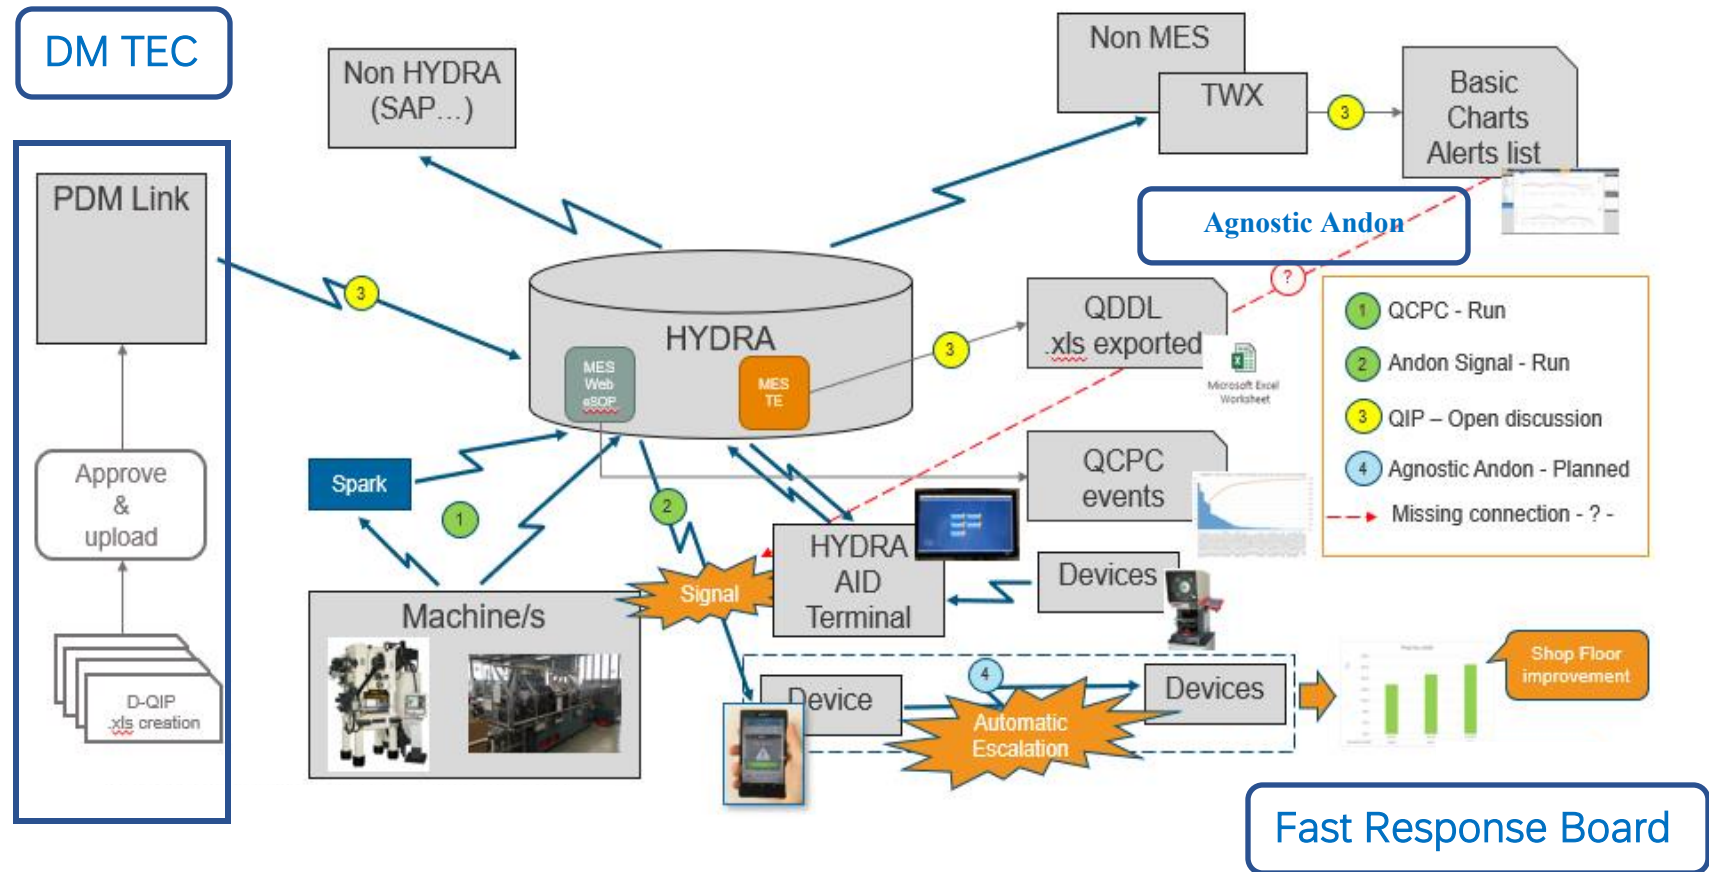 DM TEC
Non HYDRA
(SAP...)
Non MES
TWX
3
Basic
Charts
Alerts list
PDM Link
Agnostic Andon
3
?
HYDRA
MES
Web
eSOP
MES
TE
3
QDDL
.xls exported
Microsoft Excel
Worksheet
1 QCPC - Run
2 Andon Signal - Run
3 QIP – Open discussion
4 Agnostic Andon - Planned
Missing connection - ? -
Approve
&
upload
Spark
1
2
QCPC
events
Signal
HYDRA
AID
Terminal
Devices
Machine/s
D-QIP
.xls creation
Device
4
Devices
Automatic
Escalation
Shop Floor
improvement
Fast Response Board